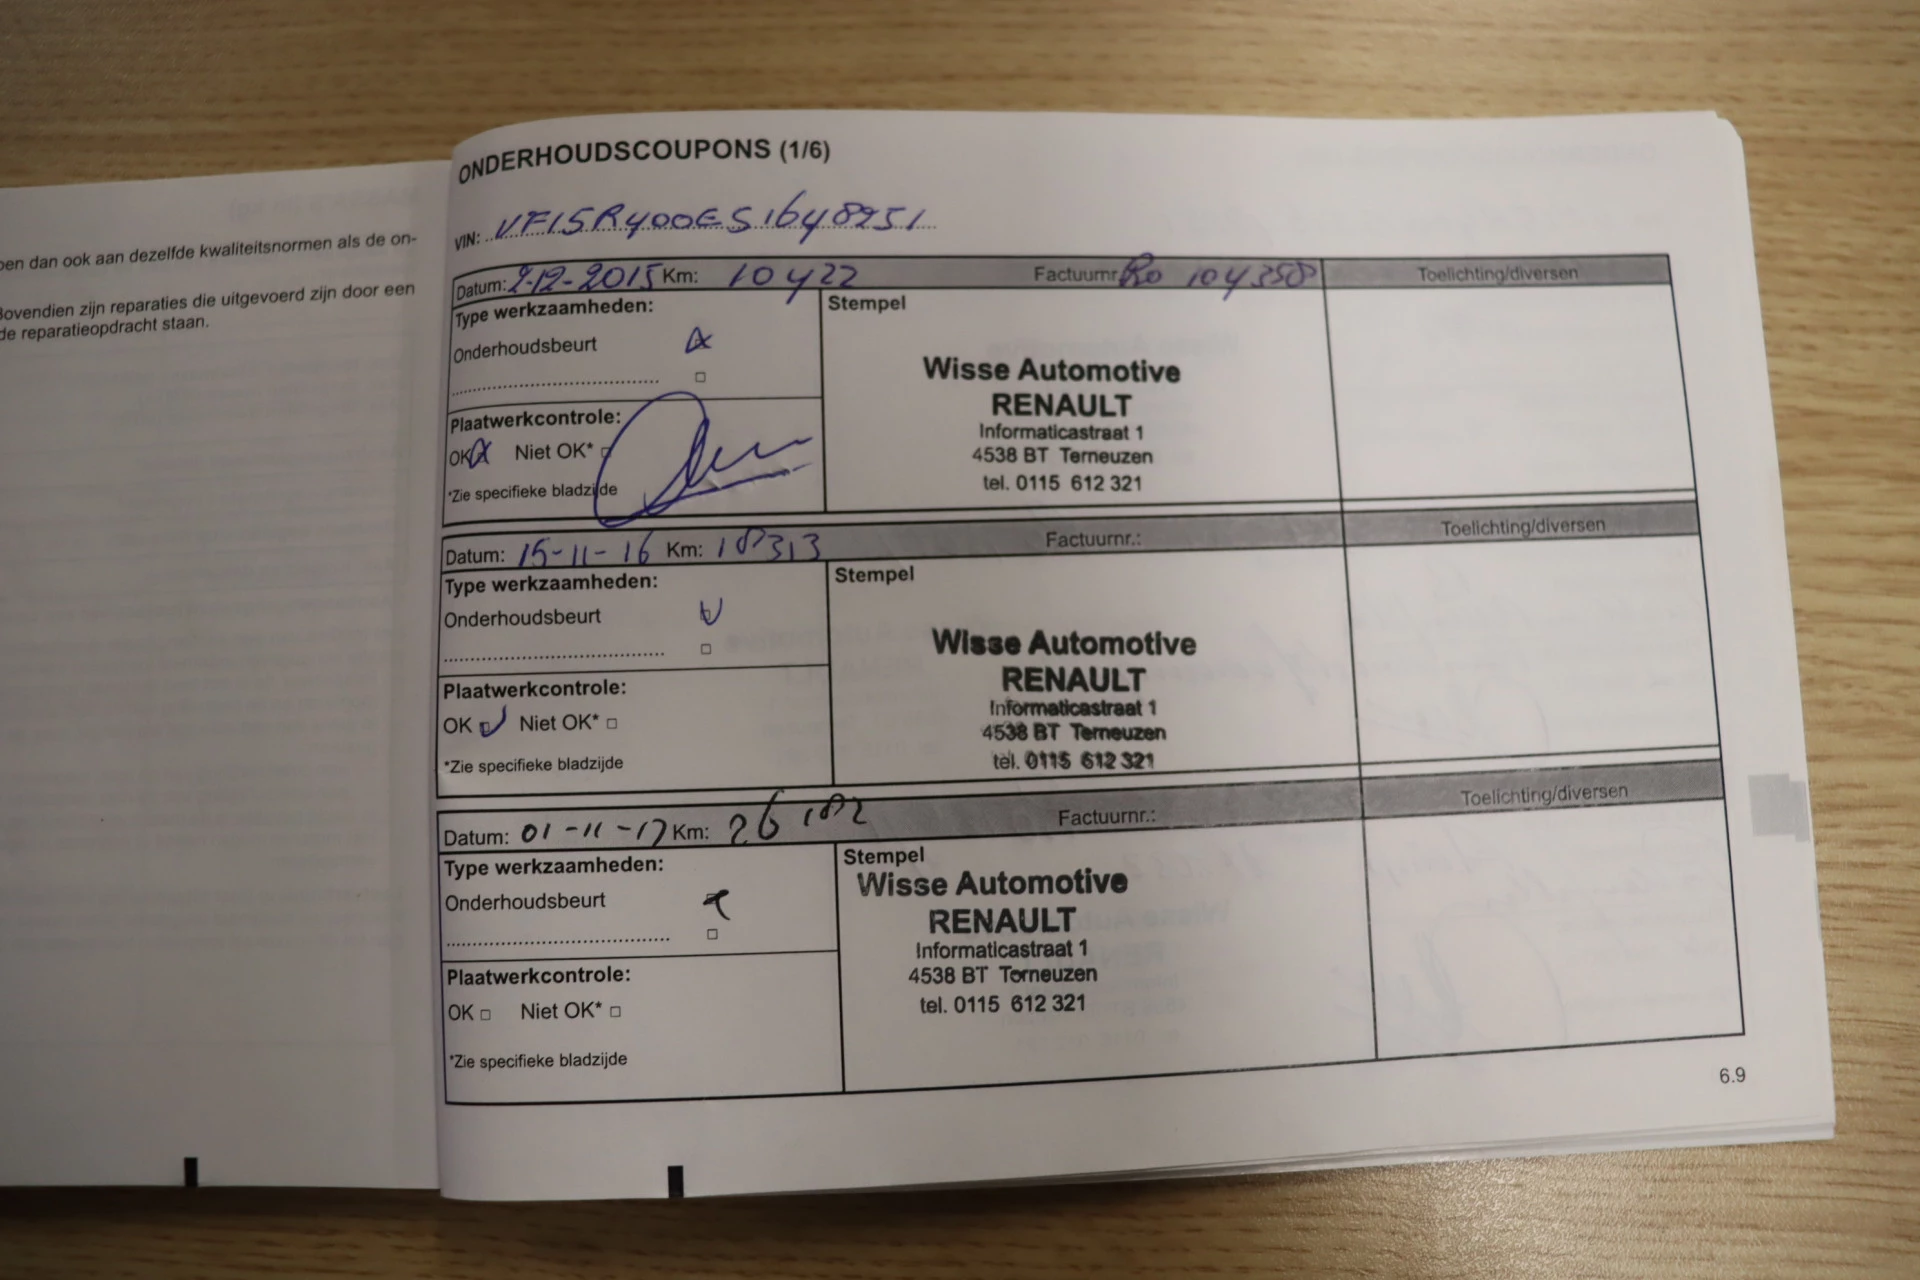 pen dan ook aan dezelfde kwaliteitsnormen als de on-
Bovendien zijn reparaties die uitgevoerd zijn door een
de reparatieopdracht staan.
ONDERHOUDSCOUPONS (1/6)
VIN: VF15R400ES1648951
Datum: 2-12-2015 Km: 10422 Factuurnr. Ro 104358 Toelichting/diversen
Type werkzaamheden: Stempel
Onderhoudsbeurt
Wisse Automotive
RENAULT
Informaticastraat 1
4538 BT Terneuzen
tel. 0115 612 321
Plaatwerkcontrole:
OK Niet OK*
*Zie specifieke bladzijde
Datum: 15-11-16 Km: 18313 Factuurnr.: Toelichting/diversen
Type werkzaamheden: Stempel
Onderhoudsbeurt
Wisse Automotive
RENAULT
Informaticastraat 1
4538 BT Terneuzen
tel. 0115 612 321
Plaatwerkcontrole:
OK Niet OK*
*Zie specifieke bladzijde
Datum: 01-11-17 Km: 26182 Factuurnr.: Toelichting/diversen
Type werkzaamheden: Stempel
Onderhoudsbeurt
Wisse Automotive
RENAULT
Informaticastraat 1
4538 BT Terneuzen
tel. 0115 612 321
Plaatwerkcontrole:
OK Niet OK*
*Zie specifieke bladzijde
6.9